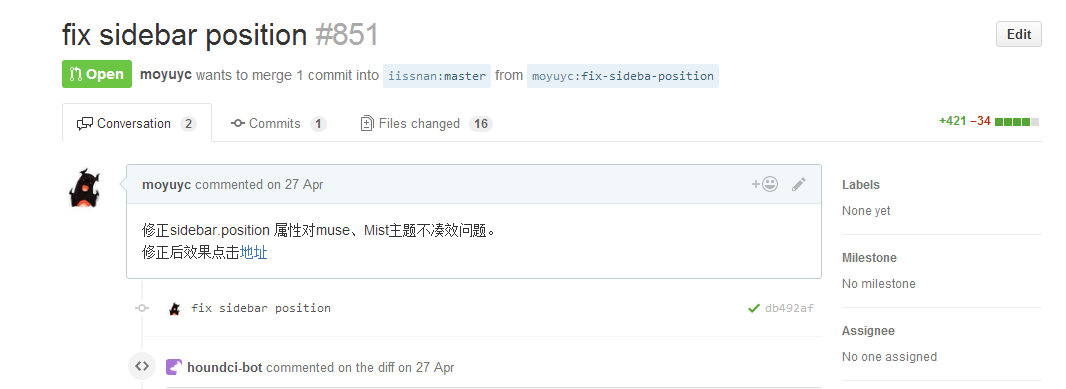 fix sidebar position #851
Edit
Open moyuyc wants to merge 1 commit into iissnan:master from moyuyc:fix-sideba-position
Conversation 2 Commits 1 Files changed 16 +421 −34
moyuyc commented on 27 Apr
修正sidebar.position 属性对muse、Mist主题不凑效问题。
修正后效果点击地址
fix sidebar position db492af
houndci-bot commented on the diff on 27 Apr
Labels
None yet
Milestone
No milestone
Assignee
No one assigned